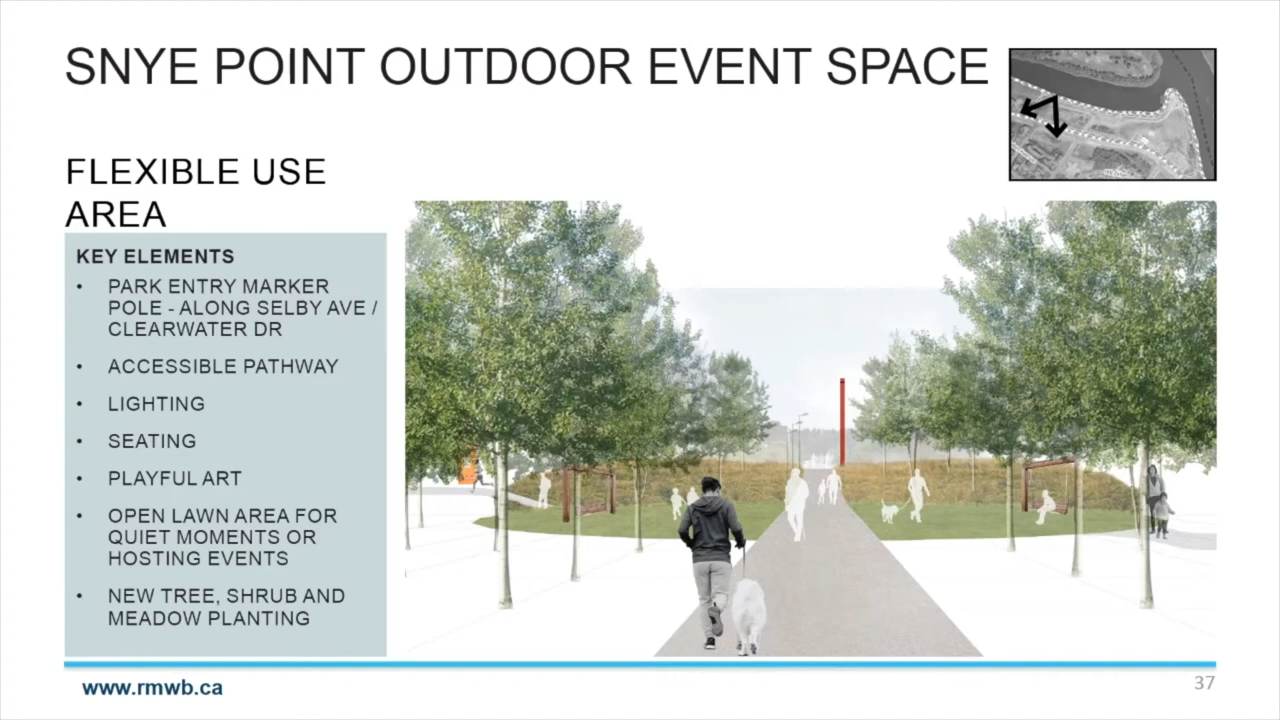 SNYE POINT OUTDOOR EVENT SPACE
FLEXIBLE USE
AREA
KEY ELEMENTS
• PARK ENTRY MARKER
POLE - ALONG SELBY AVE /
CLEARWATER DR
• ACCESSIBLE PATHWAY
• LIGHTING
• SEATING
• PLAYFUL ART
• OPEN LAWN AREA FOR
QUIET MOMENTS OR
HOSTING EVENTS
• NEW TREE, SHRUB AND
MEADOW PLANTING
www.rmwb.ca
37